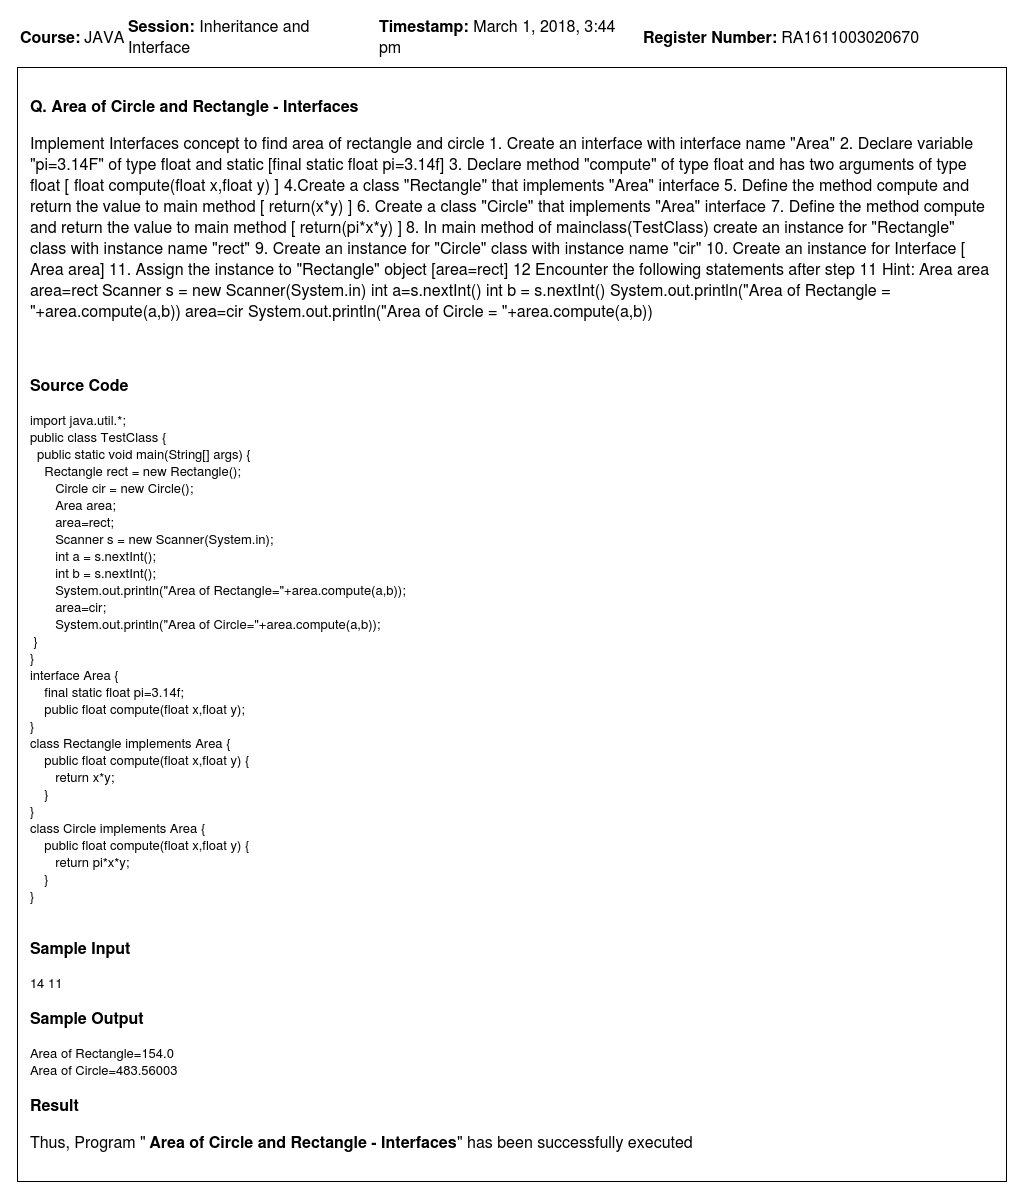 Course: JAVA Session: Inheritance and Interface Timestamp: March 1, 2018, 3:44 pm Register Number: RA1611003020670
Q. Area of Circle and Rectangle - Interfaces
Implement Interfaces concept to find area of rectangle and circle 1. Create an interface with interface name "Area" 2. Declare variable
"pi=3.14F" of type float and static [final static float pi=3.14f] 3. Declare method "compute" of type float and has two arguments of type
float [ float compute(float x,float y) ] 4.Create a class "Rectangle" that implements "Area" interface 5. Define the method compute and
return the value to main method [ return(x*y) ] 6. Create a class "Circle" that implements "Area" interface 7. Define the method compute
and return the value to main method [ return(pi*x*y) ] 8. In main method of mainclass(TestClass) create an instance for "Rectangle"
class with instance name "rect" 9. Create an instance for "Circle" class with instance name "cir" 10. Create an instance for Interface [
Area area] 11. Assign the instance to "Rectangle" object [area=rect] 12 Encounter the following statements after step 11 Hint: Area area
area=rect Scanner s = new Scanner(System.in) int a=s.nextInt() int b = s.nextInt() System.out.println("Area of Rectangle =
"+area.compute(a,b)) area=cir System.out.println("Area of Circle = "+area.compute(a,b))
Source Code
import java.util.*;
public class TestClass {
public static void main(String[] args) {
Rectangle rect = new Rectangle();
Circle cir = new Circle();
Area area;
area=rect;
Scanner s = new Scanner(System.in);
int a = s.nextInt();
int b = s.nextInt();
System.out.println("Area of Rectangle="+area.compute(a,b));
area=cir;
System.out.println("Area of Circle="+area.compute(a,b));
}
}
interface Area {
final static float pi=3.14f;
public float compute(float x,float y);
}
class Rectangle implements Area {
public float compute(float x,float y) {
return x*y;
}
}
class Circle implements Area {
public float compute(float x,float y) {
return pi*x*y;
}
}
Sample Input
14 11
Sample Output
Area of Rectangle=154.0
Area of Circle=483.56003
Result
Thus, Program " Area of Circle and Rectangle - Interfaces" has been successfully executed